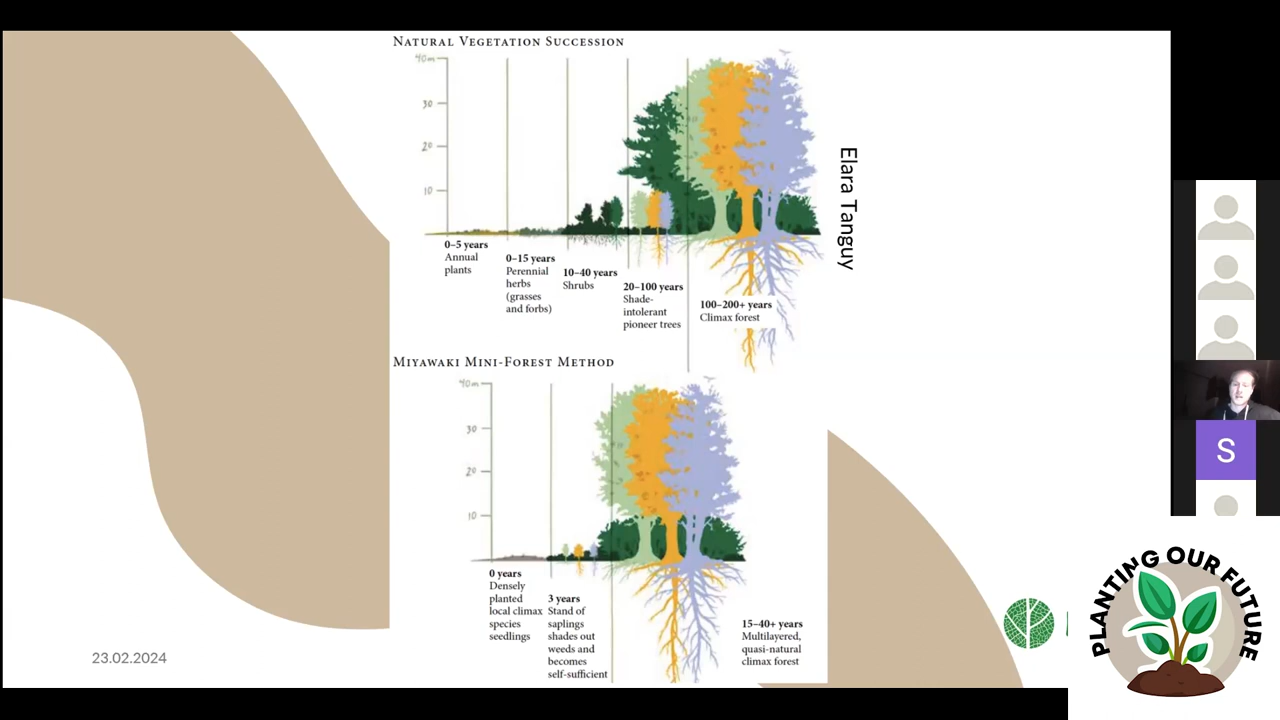 NATURAL VEGETATION SUCCESSION
40m
30
20
10
0–5 years
Annual
plants
0–15 years
Perennial
herbs
(grasses
and forbs)
10–40 years
Shrubs
20–100 years
Shade-
intolerant
pioneer trees
100–200+ years
Climax forest
Elara Tanguy
MIYAWAKI MINI-FOREST METHOD
40m
30
20
10
0 years
Densely
planted
local climax
species
seedlings
3 years
Stand of
saplings
shades out
weeds and
becomes
self-sufficient
15–40+ years
Multilayered,
quasi-natural
climax forest
23.02.2024
S
PLANTING OUR FUTURE